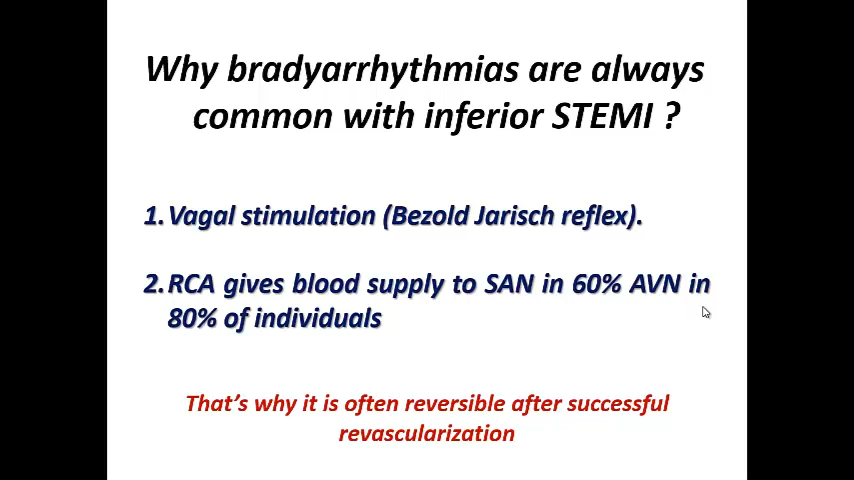 Why bradyarrhythmias are always
common with inferior STEMI ?
1. Vagal stimulation (Bezold Jarisch reflex).
2. RCA gives blood supply to SAN in 60% AVN in
80% of individuals
That's why it is often reversible after successful
revascularization